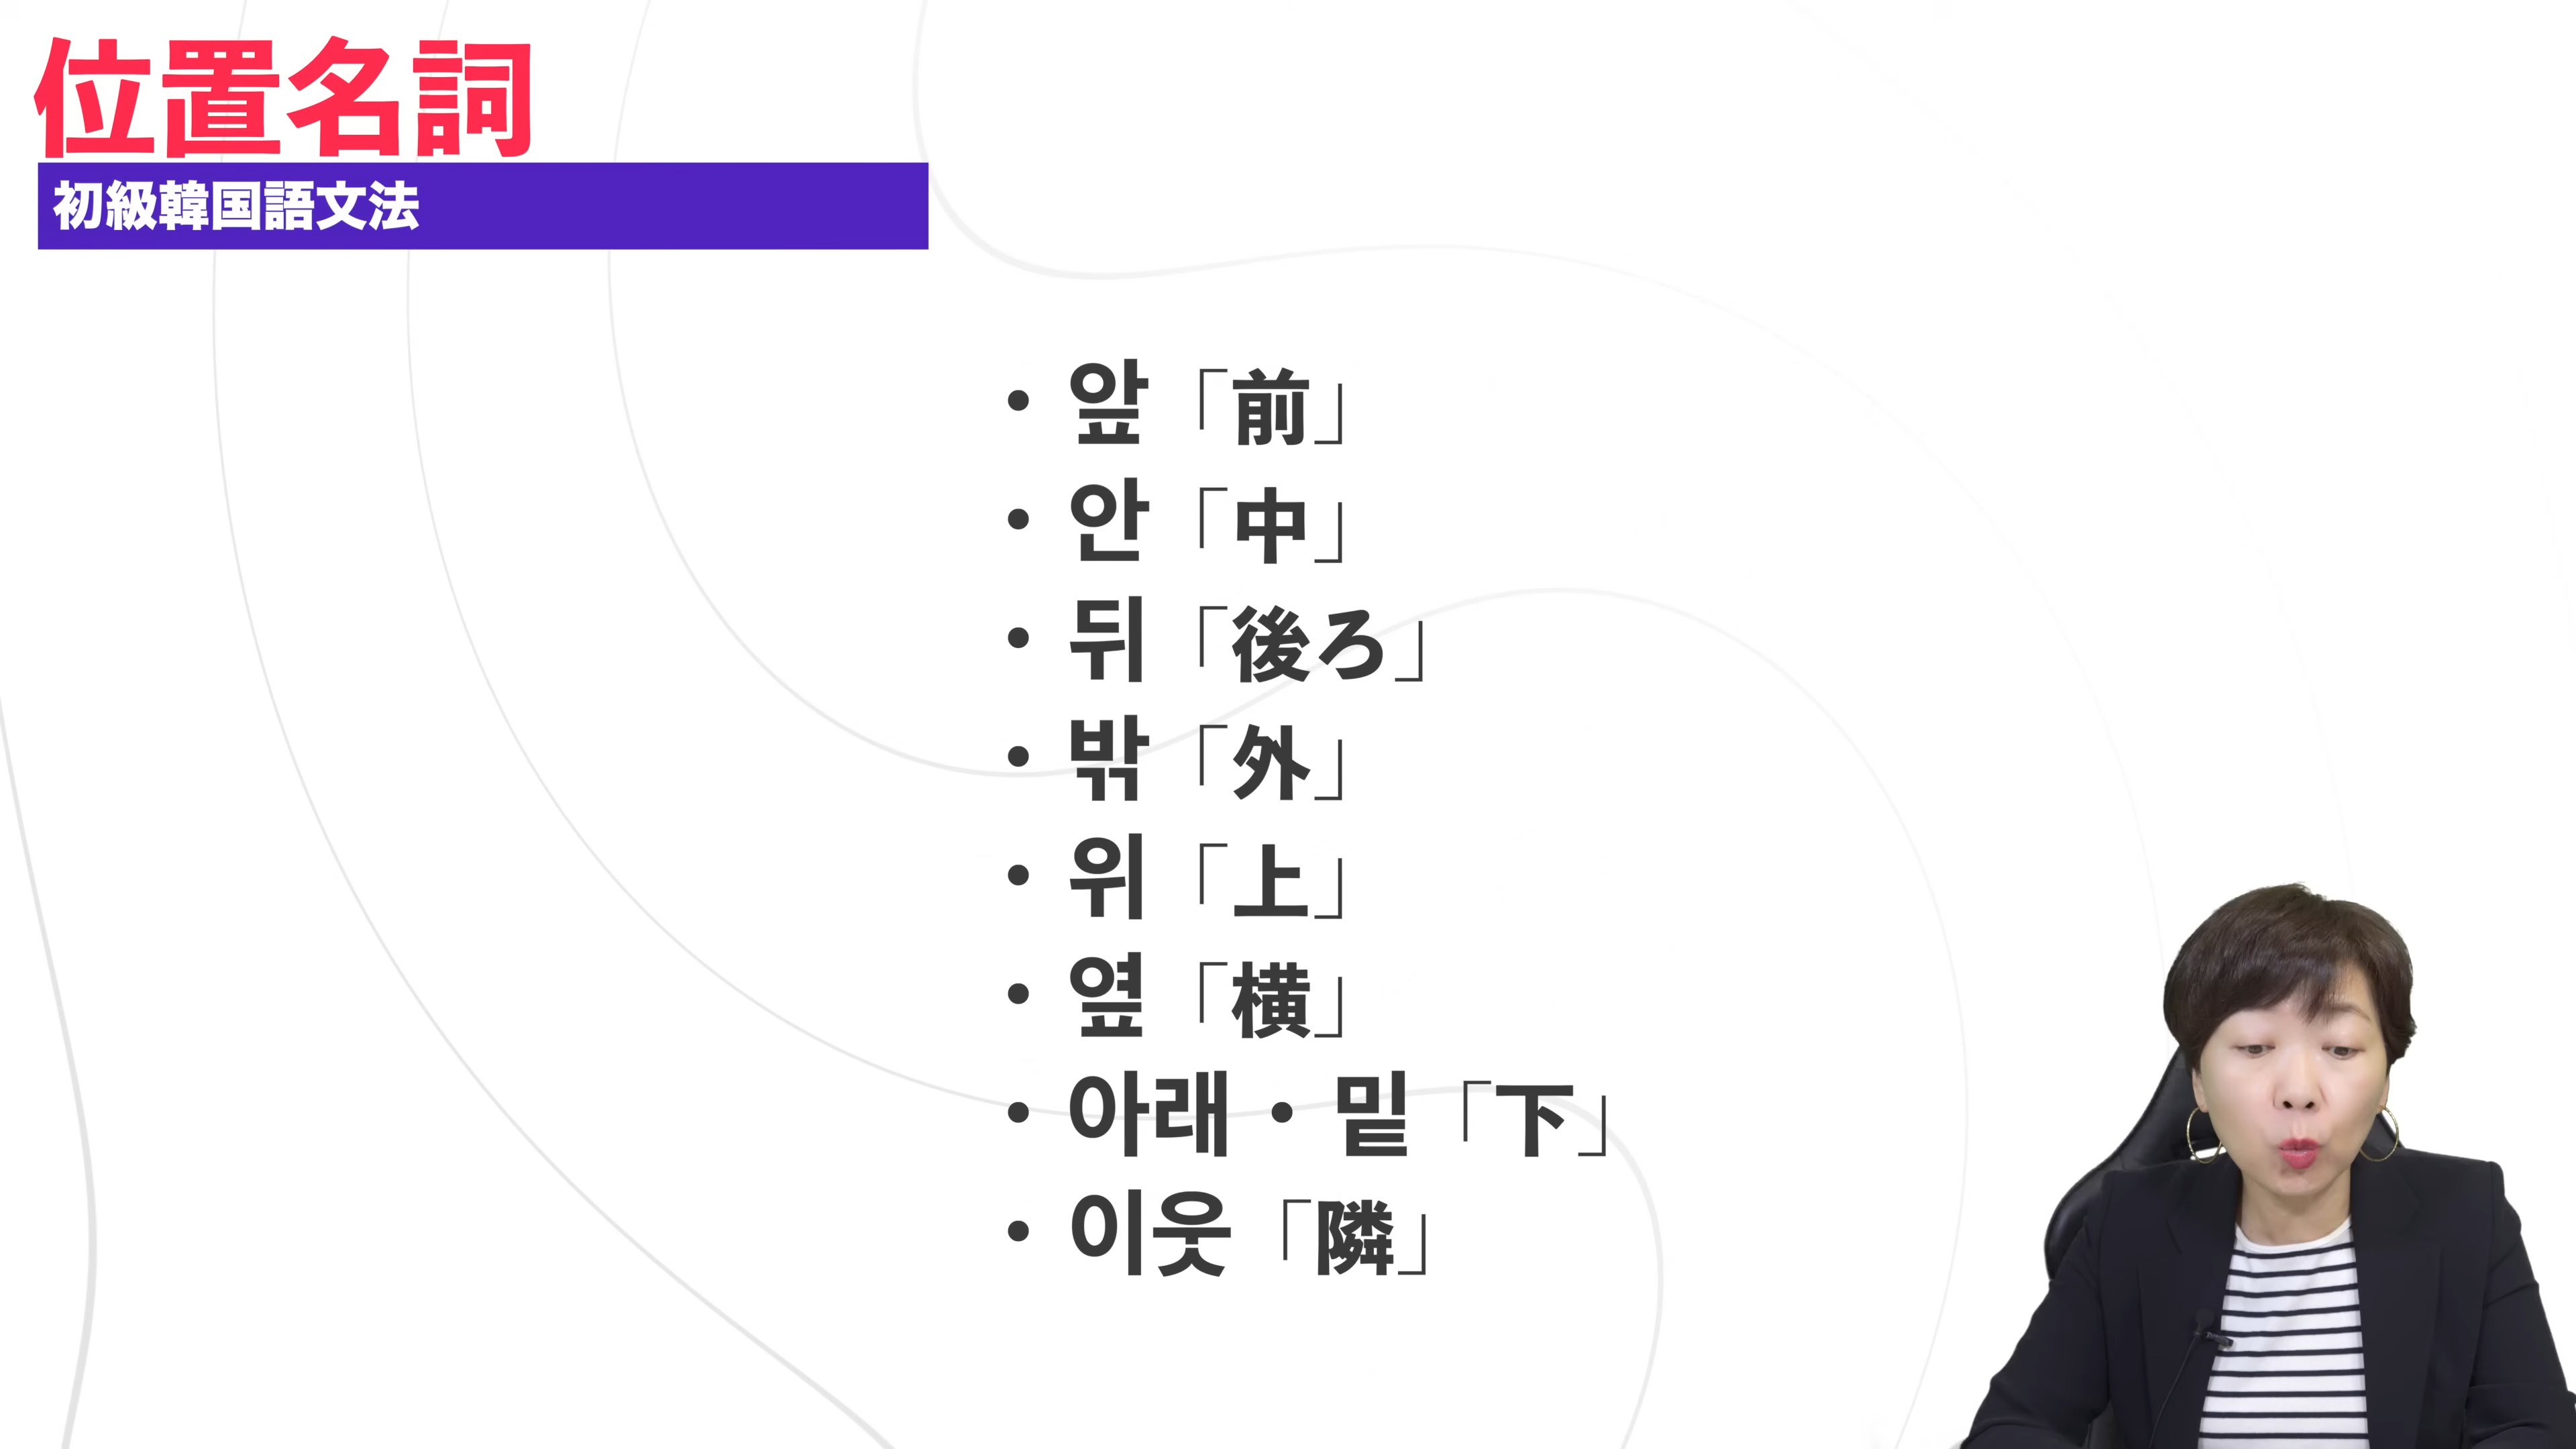 位置名詞
初級韓国語文法
・앞「前」
・안「中」
・뒤「後ろ」
・밖「外」
・위「上」
・옆「横」
・아래・밑「下」
・이웃「隣」